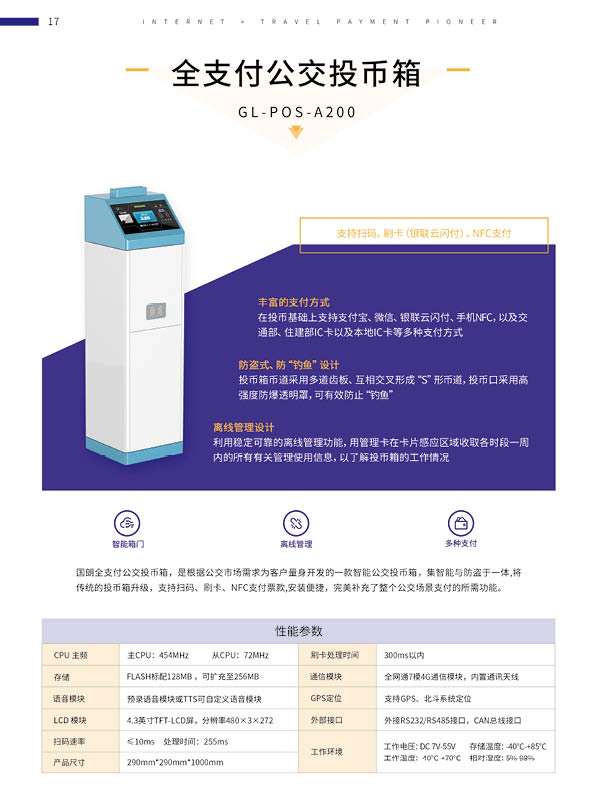 17
INTERNET + TRAVEL PAYMENT PIONEER
全支付公交投币箱
GL-POS-A200
支持扫码、刷卡（银联云闪付）、NFC支付
丰富的支付方式
在投币基础上支持支付宝、微信、银联云闪付、手机NFC，以及交
通部、住建部IC卡以及本地IC卡等多种支付方式
防盗式、防“钓鱼”设计
投币箱币道采用多道齿板、互相交叉形成“S”形币道，投币口采用高
强度防爆透明罩，可有效防止“钓鱼”
离线管理设计
利用稳定可靠的离线管理功能，用管理卡在卡片感应区域收取各时段一周
内的所有有关管理使用信息，以了解投币箱的工作情况
智能箱门
离线管理
多种支付
国朗全支付公交投币箱，是根据公交市场需求为客户量身开发的一款智能公交投币箱，集智能与防盗于一体,将
传统的投币箱升级，支持扫码、刷卡、NFC支付票款,安装便捷，完美补充了整个公交场景支付的所需功能。
性能参数
CPU 主频 主CPU：454MHz 从CPU：72MHz 刷卡处理时间 300ms以内
存储 FLASH标配128MB，可扩充至256MB 通信模块 全网通7模4G通信模块，内置通讯天线
语音模块 预录语音模块或TTS可自定义语音模块 GPS定位 支持GPS、北斗系统定位
LCD 模块 4.3英寸TFT-LCD屏，分辨率480×3×272 外部接口 外接RS232/RS485接口，CAN总线接口
扫码速率 ≤10ms 处理时间：255ms 工作环境 工作电压: DC 7V-55V 存储温度: -40℃-+85℃
产品尺寸 290mm*290mm*1000mm 工作温度: -40℃-+70℃ 相对湿度: 5%-98%